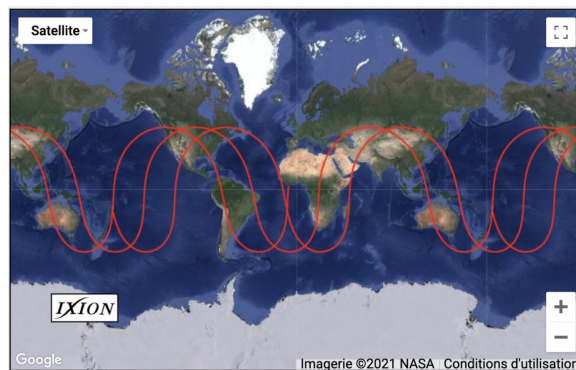 Satellite
IXION
+
−
Google
Imagerie ©2021 NASA Conditions d'utilisation